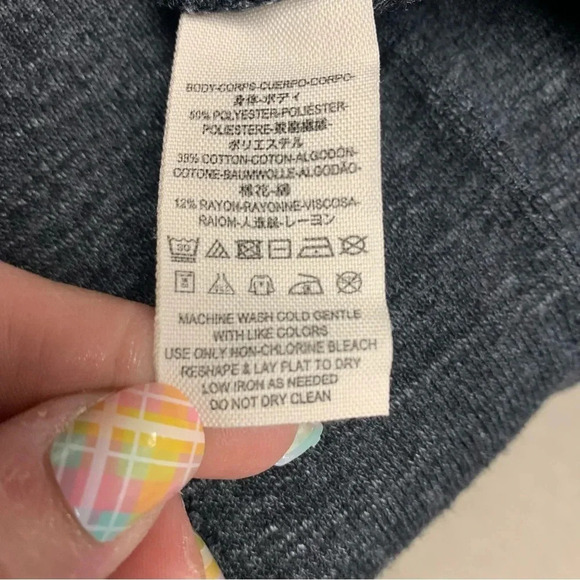 BODY-CORPS-CUERPO-CORPO-
身体-ボディ
50% POLYESTER-POLIÉSTER-
POLIESTERE-聚酯纖維-
ポリエステル
38% COTTON-COTON-ALGODÓN-
COTONE-BAUMWOLLE-ALGODÃO-
棉花-綿
12% RAYON-RAYONNE-VISCOSA-
RAIOM-人造絲-レーヨン
30
MACHINE WASH COLD GENTLE
WITH LIKE COLORS
USE ONLY NON-CHLORINE BLEACH
RESHAPE & LAY FLAT TO DRY
LOW IRON AS NEEDED
DO NOT DRY CLEAN